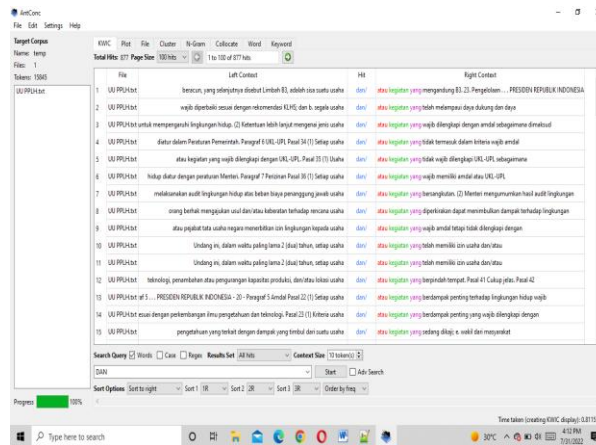 AntConc
File Edit Settings Help
Target Corpus
Name: temp
Files: 1
Tokens: 15843
UU PPLH.txt
Progress 100%
KWIC Plot File Cluster N-Gram Collocate Word Keyword
Total Hits: 877 Page Size 100 hits 1 to 100 of 877 hits
File Left Context Hit Right Context
1 UU PPLH.txt beracun, yang selanjutnya disebut Limbah B3, adalah sisa suatu usaha dan/ atau kegiatan yang mengandung B3. 23. Pengelolaan . . . PRESIDEN REPUBLIK INDONESIA
2 UU PPLH.txt wajib diperbaiki sesuai dengan rekomendasi KLHS; dan b. segala usaha dan/ atau kegiatan yang telah melampaui daya dukung dan daya
3 UU PPLH.txt untuk mempengaruhi lingkungan hidup. (2) Ketentuan lebih lanjut mengenai jenis usaha dan/ atau kegiatan yang wajib dilengkapi dengan amdal sebagaimana dimaksud
4 UU PPLH.txt diatur dalam Peraturan Pemerintah. Paragraf 6 UKL-UPL Pasal 34 (1) Setiap usaha dan/ atau kegiatan yang tidak termasuk dalam kriteria wajib amdal
5 UU PPLH.txt atau kegiatan yang wajib dilengkapi dengan UKL-UPL. Pasal 35 (1) Usaha dan/ atau kegiatan yang tidak wajib dilengkapi UKL-UPL sebagaimana
6 UU PPLH.txt hidup diatur dengan peraturan Menteri. Paragraf 7 Perizinan Pasal 36 (1) Setiap usaha dan/ atau kegiatan yang wajib memiliki amdal atau UKL-UPL
7 UU PPLH.txt melaksanakan audit lingkungan hidup atas beban biaya penanggung jawab usaha dan/ atau kegiatan yang bersangkutan. (2) Menteri mengumumkan hasil audit lingkungan
8 UU PPLH.txt orang berhak mengajukan usul dan/atau keberatan terhadap rencana usaha dan/ atau kegiatan yang diperkirakan dapat menimbulkan dampak terhadap lingkungan
9 UU PPLH.txt atau pejabat tata usaha negara menerbitkan izin lingkungan kepada usaha dan/ atau kegiatan yang wajib amdal tetapi tidak dilengkapi dengan
10 UU PPLH.txt Undang ini, dalam waktu paling lama 2 (dua) tahun, setiap usaha dan/ atau kegiatan yang telah memiliki izin usaha dan/atau
11 UU PPLH.txt Undang ini, dalam waktu paling lama 2 (dua) tahun, setiap usaha dan/ atau kegiatan yang telah memiliki izin usaha dan/atau
12 UU PPLH.txt teknologi, penambahan atau pengurangan kapasitas produksi, dan/atau lokasi usaha dan/ atau kegiatan yang berpindah tempat. Pasal 41 Cukup jelas. Pasal 42
13 UU PPLH.txt raf 5 . . . PRESIDEN REPUBLIK INDONESIA - 20 - Paragraf 5 Amdal Pasal 22 (1) Setiap usaha dan/ atau kegiatan yang berdampak penting terhadap lingkungan hidup wajib
14 UU PPLH.txt sesuai dengan perkembangan ilmu pengetahuan dan teknologi. Pasal 23 (1) Kriteria usaha dan/ atau kegiatan yang berdampak penting yang wajib dilengkapi dengan
15 UU PPLH.txt pengetahuan yang terkait dengan dampak yang timbul dari suatu usaha dan/ atau kegiatan yang sedang dikaji; e. wakil dari masyarakat
Search Query Words Case Regex Results Set All hits Context Size 10 token(s)
DAN Start Adv Search
Sort Options Sort to right Sort 1 1R Sort 2 2R Sort 3 3R Order by freq
Time taken (creating KWIC display): 0.8115
Type here to search
30°C 4:12 PM
7/31/2022